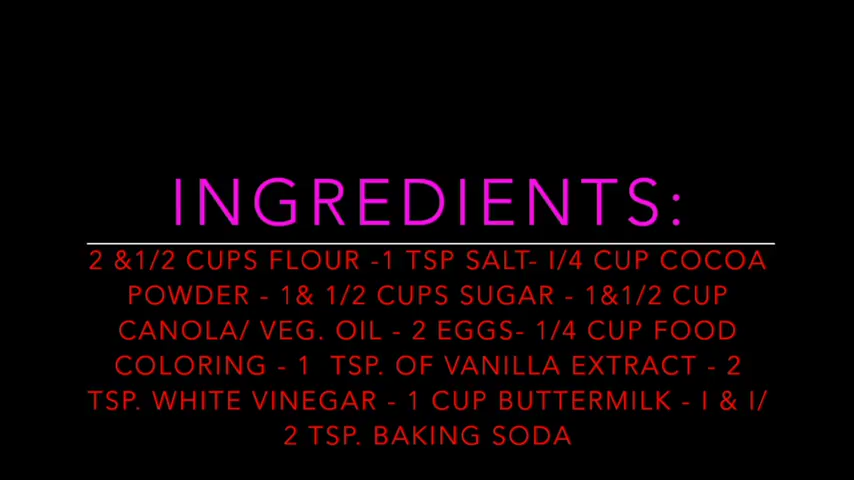 INGREDIENTS:
2 &1/2 CUPS FLOUR -1 TSP SALT- I/4 CUP COCOA
POWDER - 1& 1/2 CUPS SUGAR - 1&1/2 CUP
CANOLA/ VEG. OIL - 2 EGGS- 1/4 CUP FOOD
COLORING - 1  TSP. OF VANILLA EXTRACT - 2
TSP. WHITE VINEGAR - 1 CUP BUTTERMILK - I & I/
2 TSP. BAKING SODA